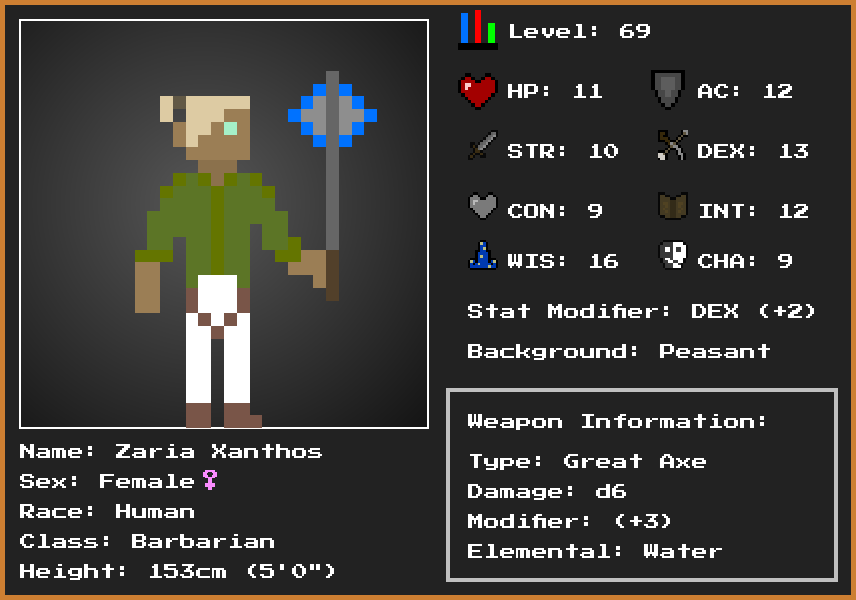 Level: 69
HP: 11
AC: 12
STR: 10
DEX: 13
CON: 9
INT: 12
WIS: 16
CHA: 9
Stat Modifier: DEX (+2)
Background: Peasant
Weapon Information:
Type: Great Axe
Damage: d6
Modifier: (+3)
Elemental: Water
Name: Zaria Xanthos
Sex: Female♀
Race: Human
Class: Barbarian
Height: 153cm (5'0")